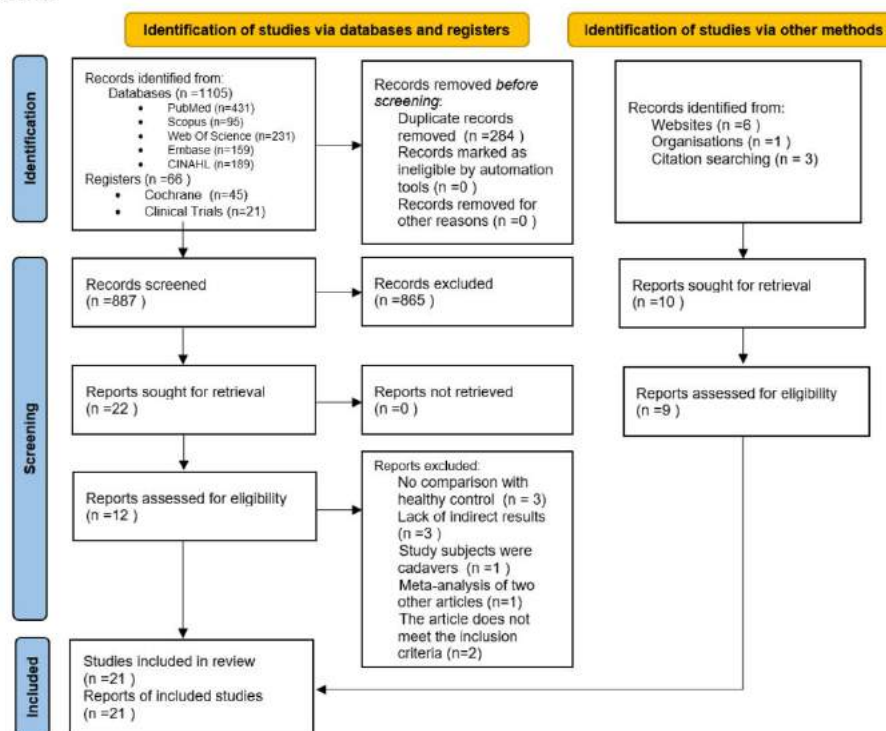 Identification of studies via databases and registers
Identification of studies via other methods
Identification
Records identified from:
Databases (n =1105)
• PubMed (n=431)
• Scopus (n=95)
• Web Of Science (n=231)
• Embase (n=159)
• CINAHL (n=189)
Registers (n =66 )
• Cochrane (n=45)
• Clinical Trials (n=21)
Records removed before
screening:
Duplicate records
removed (n =284 )
Records marked as
ineligible by automation
tools (n =0 )
Records removed for
other reasons (n =0 )
Records identified from:
Websites (n =6 )
Organisations (n =1 )
Citation searching (n = 3)
Screening
Records screened
(n =887 )
Records excluded
(n =865 )
Reports sought for retrieval
(n =10 )
Reports sought for retrieval
(n =22 )
Reports not retrieved
(n =0 )
Reports assessed for eligibility
(n =9 )
Reports assessed for eligibility
(n =12 )
Reports excluded:
No comparison with
healthy control (n = 3)
Lack of indirect results
(n =3 )
Study subjects were
cadavers (n =1 )
Meta-analysis of two
other articles (n=1)
The article does not
meet the inclusion
criteria (n=2)
Included
Studies included in review
(n =21 )
Reports of included studies
(n =21 )